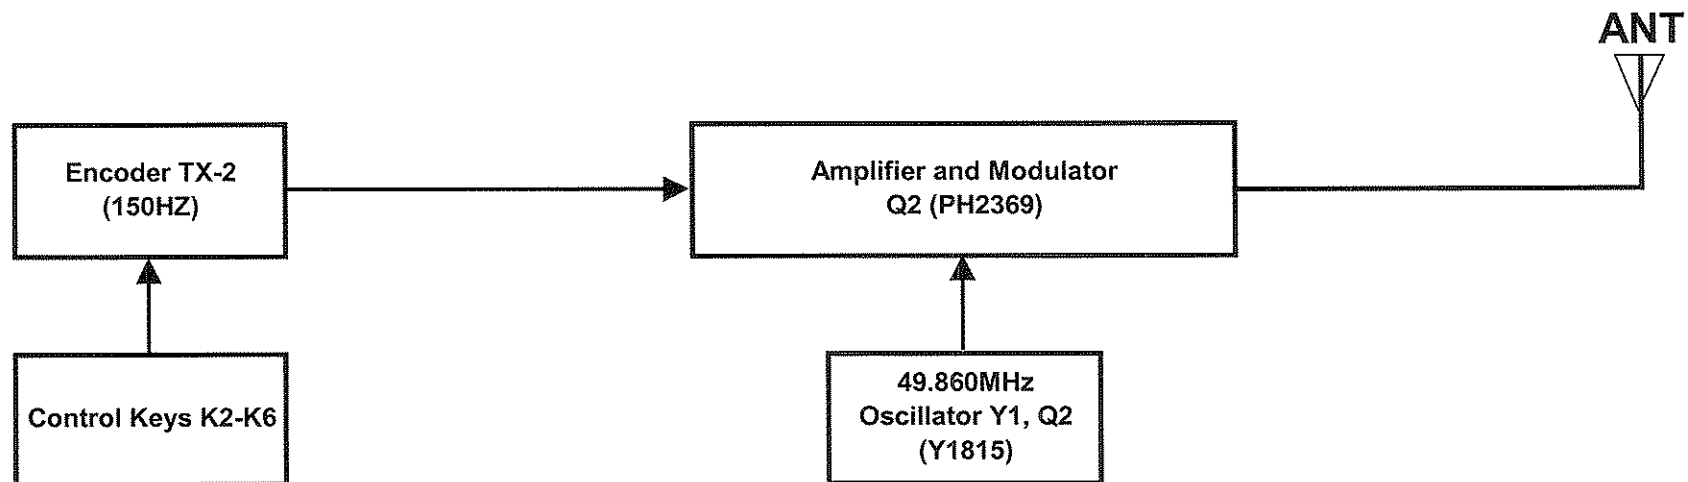 ANT
Encoder TX-2
(150HZ)
Amplifier and Modulator
Q2 (PH2369)
Control Keys K2-K6
49.860MHz
Oscillator Y1, Q2
(Y1815)